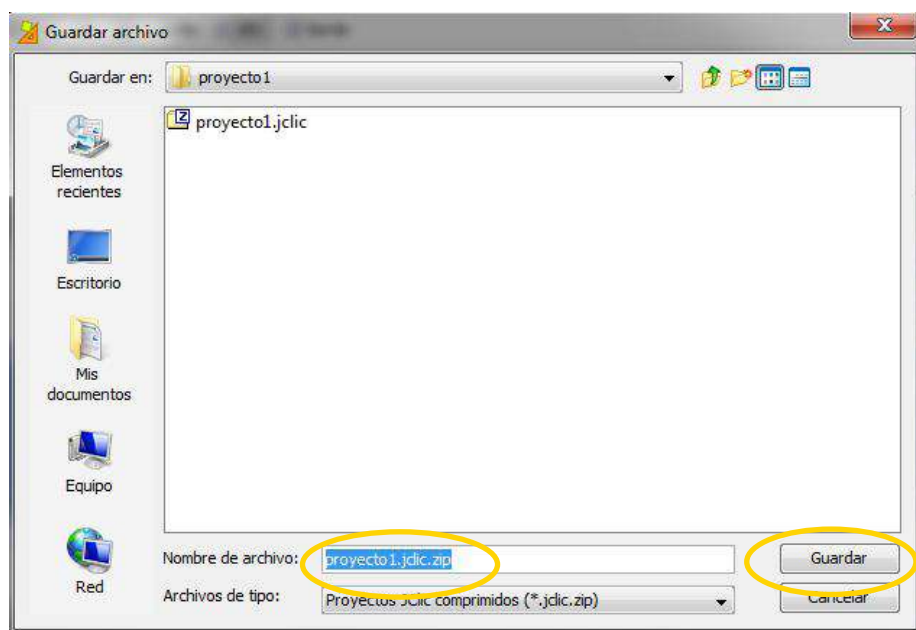 Guardar archivo
Guardar en:
proyecto1
proyecto1.jclic
Elementos
recientes
Escritorio
Mis
documentos
Equipo
Red
Nombre de archivo:
proyecto1.jclic.zip
Guardar
Archivos de tipo:
Proyectos JClic comprimidos (*.jclic.zip)
Cancelar